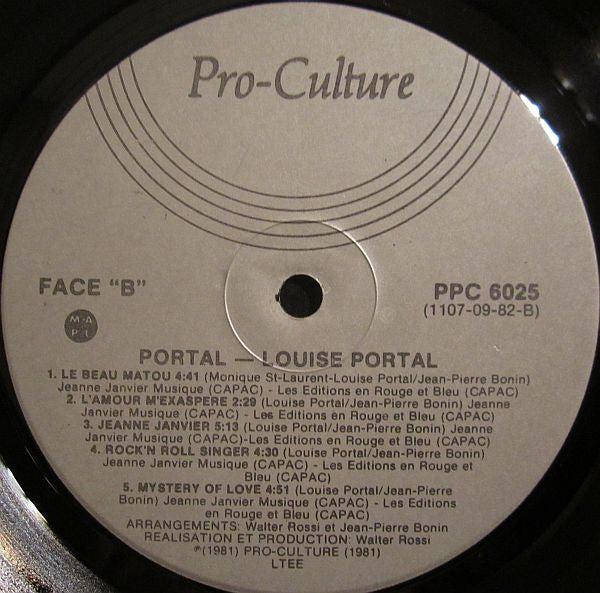 Pro-Culture
FACE "B"
PPC 6025
(1107-09-82-B)
PORTAL — LOUISE PORTAL
1. LE BEAU MATOU 4:41 (Monique St-Laurent-Louise Portal/Jean-Pierre Bonin)
Jeanne Janvier Musique (CAPAC) - Les Editions en Rouge et Bleu (CAPAC)
2. L'AMOUR M'EXASPERE 2:29 (Louise Portal/Jean-Pierre Bonin) Jeanne
Janvier Musique (CAPAC) - Les Editions en Rouge et Bleu (CAPAC)
3. JEANNE JANVIER 5:13 (Louise Portal/Jean-Pierre Bonin) Jeanne
Janvier Musique (CAPAC)-Les Editions en Rouge et Bleu (CAPAC)
4. ROCK'N ROLL SINGER 4:30 (Louise Portal/Jean-Pierre Bonin)
Jeanne Janvier Musique (CAPAC) - Les Editions en Rouge et
Bleu (CAPAC)
5. MYSTERY OF LOVE 4:51 (Louise Portal/Jean-Pierre
Bonin) Jeanne Janvier Musique (CAPAC) - Les Editions
en Rouge et Bleu (CAPAC)
ARRANGEMENTS: Walter Rossi et Jean-Pierre Bonin
REALISATION ET PRODUCTION: Walter Rossi
℗(1981) PRO-CULTURE (1981)
LTEE